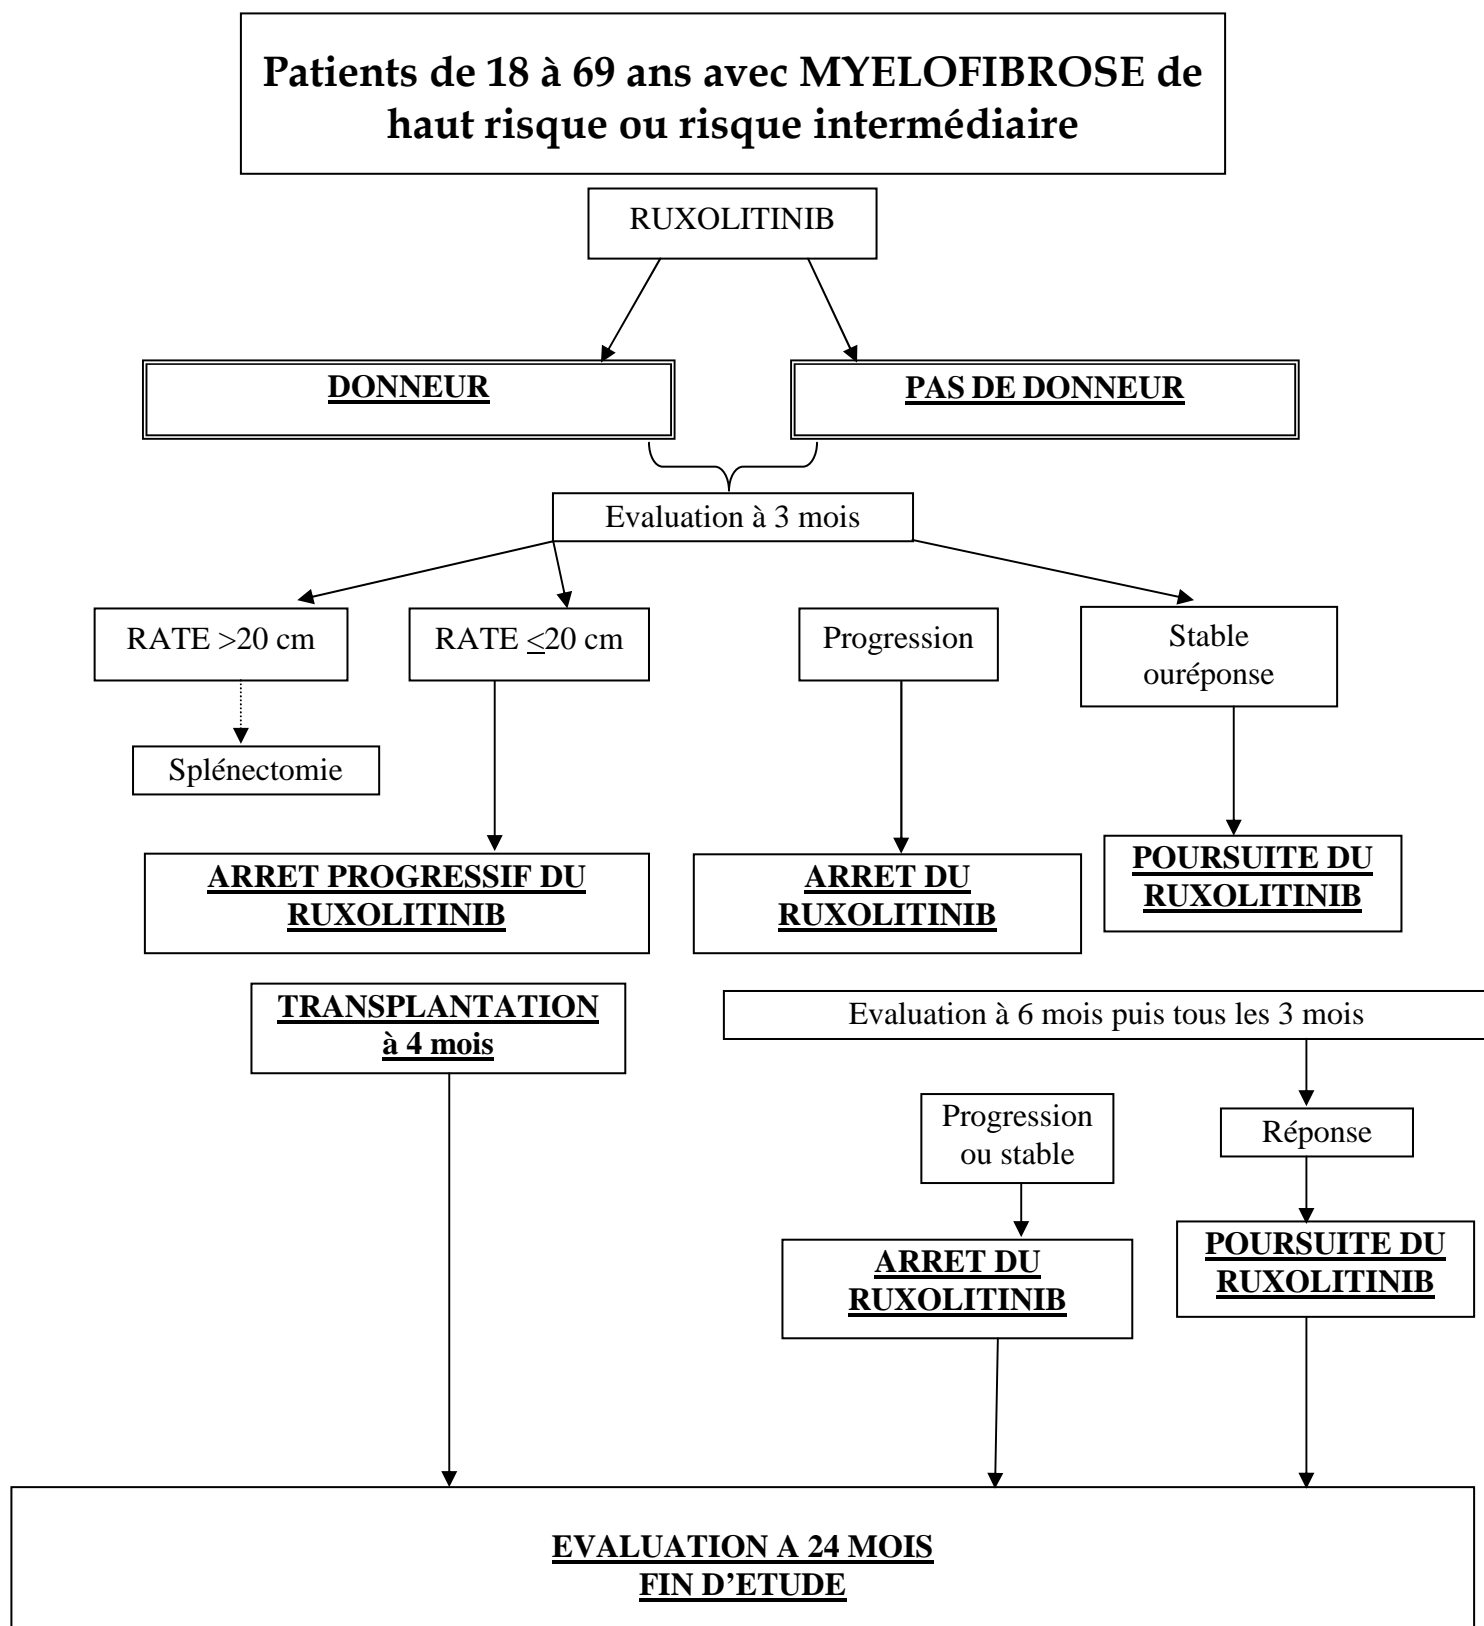 Patients de 18 à 69 ans avec MYELOFIBROSE de
haut risque ou risque intermédiaire
RUXOLITINIB
DONNEUR
PAS DE DONNEUR
Evaluation à 3 mois
RATE >20 cm
RATE ≤20 cm
Progression
Stable
ouréponse
Splénectomie
ARRET PROGRESSIF DU
RUXOLITINIB
ARRET DU
RUXOLITINIB
POURSUITE DU
RUXOLITINIB
TRANSPLANTATION
à 4 mois
Evaluation à 6 mois puis tous les 3 mois
Progression
ou stable
Réponse
ARRET DU
RUXOLITINIB
POURSUITE DU
RUXOLITINIB
EVALUATION A 24 MOIS
FIN D'ETUDE